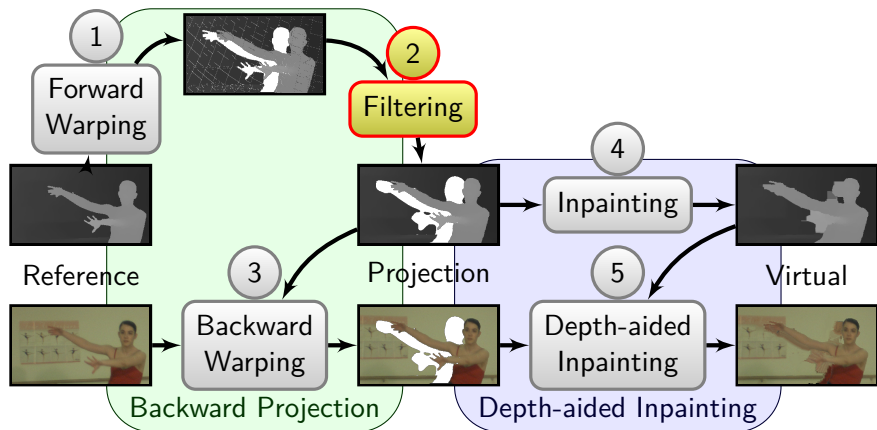 1
2
Forward
Warping
Filtering
4
Inpainting
Reference
3
Projection
5
Virtual
Backward
Warping
Depth-aided
Inpainting
Backward Projection
Depth-aided Inpainting